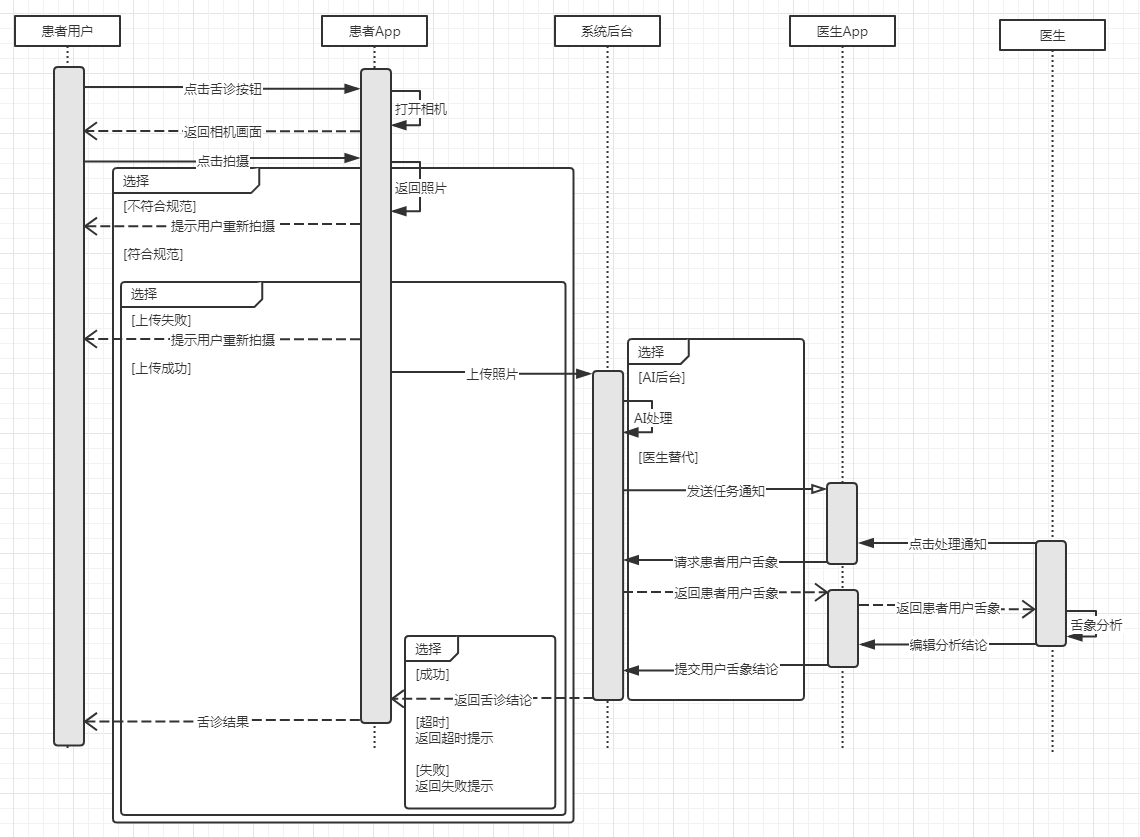 患者用户
患者App
系统后台
医生App
医生
点击舌诊按钮
打开相机
返回相机画面
点击拍摄
选择
返回照片
[不符合规范]
提示用户重新拍摄
[符合规范]
选择
[上传失败]
提示用户重新拍摄
选择
[上传成功]
上传照片
[AI后台]
AI处理
[医生替代]
发送任务通知
点击处理通知
请求患者用户舌象
返回患者用户舌象
返回患者用户舌象
舌象分析
编辑分析结论
选择
提交用户舌象结论
[成功]
返回舌诊结论
舌诊结果
[超时]
返回超时提示
[失败]
返回失败提示